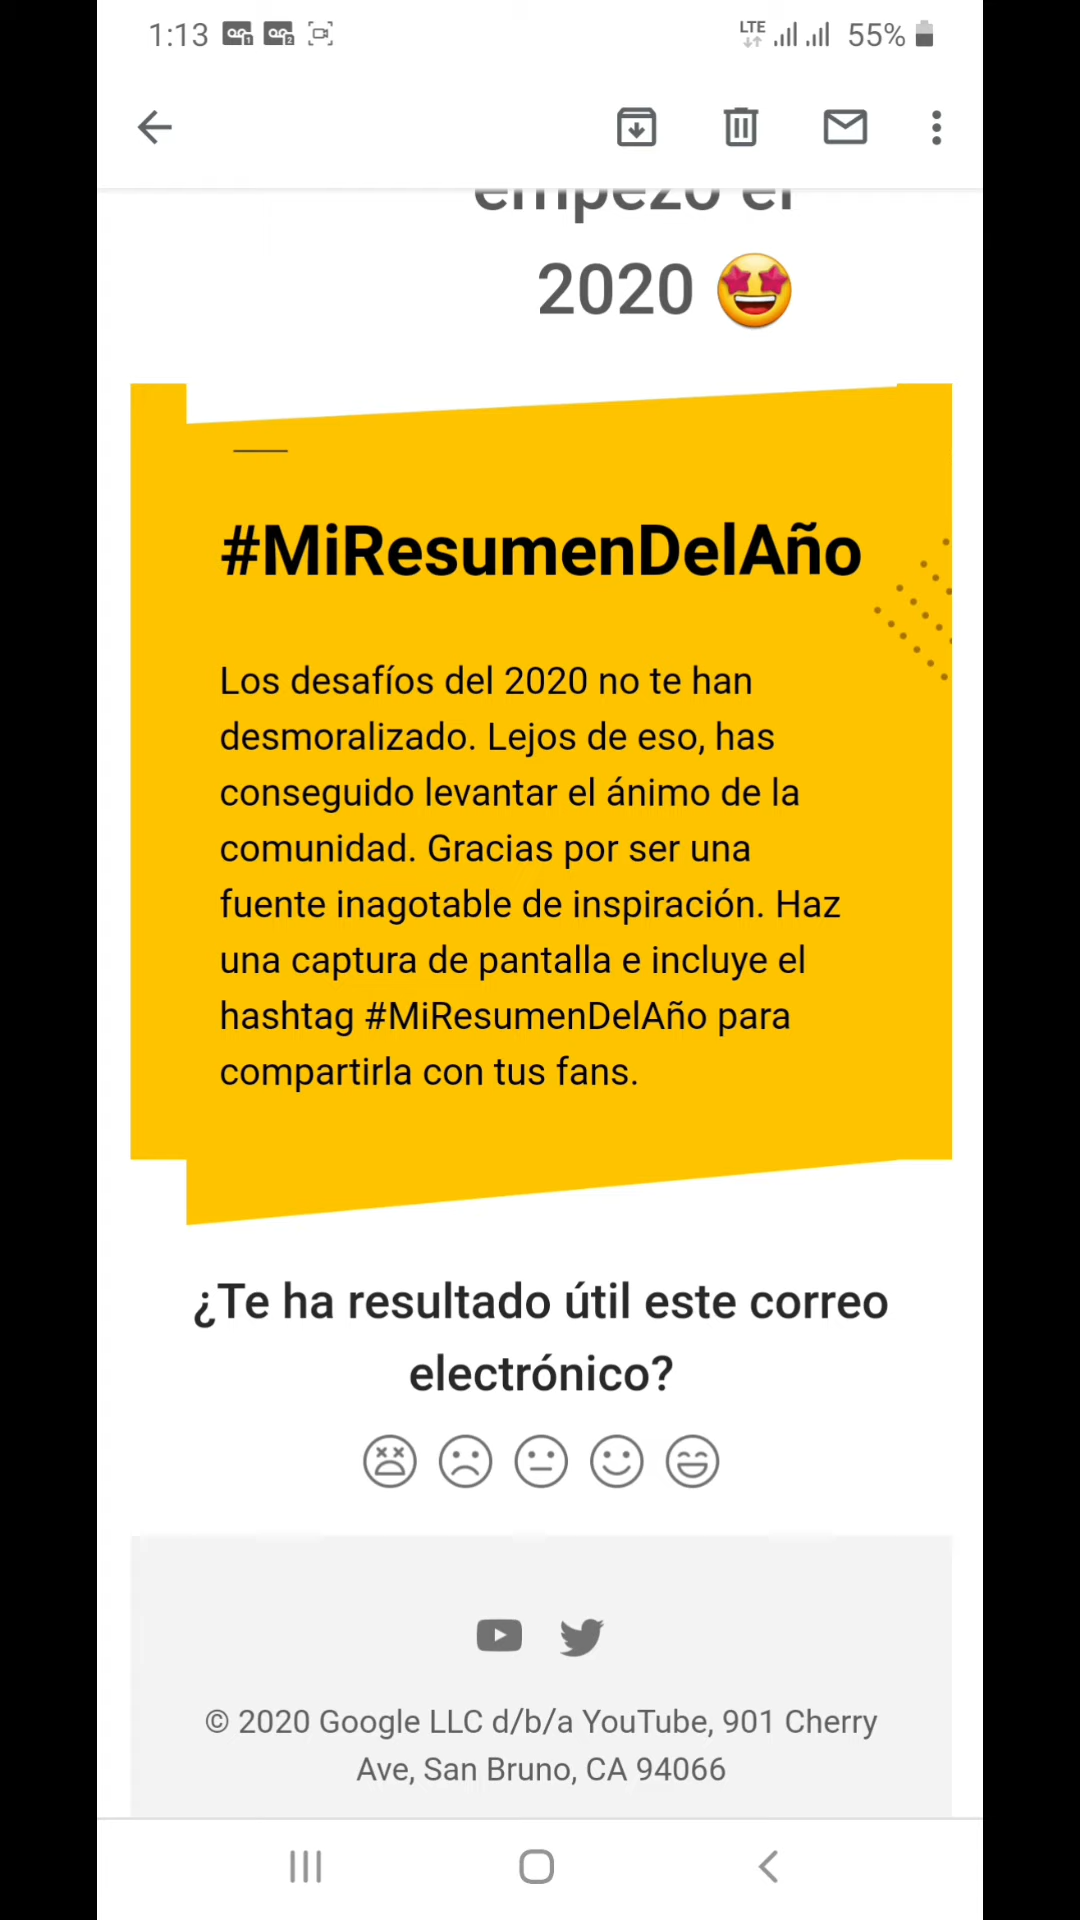 1:13
LTE
55%
empezó el
2020
#MiResumenDelAño
Los desafíos del 2020 no te han
desmoralizado. Lejos de eso, has
conseguido levantar el ánimo de la
comunidad. Gracias por ser una
fuente inagotable de inspiración. Haz
una captura de pantalla e incluye el
hashtag #MiResumenDelAño para
compartirla con tus fans.
¿Te ha resultado útil este correo
electrónico?
© 2020 Google LLC d/b/a YouTube, 901 Cherry
Ave, San Bruno, CA 94066